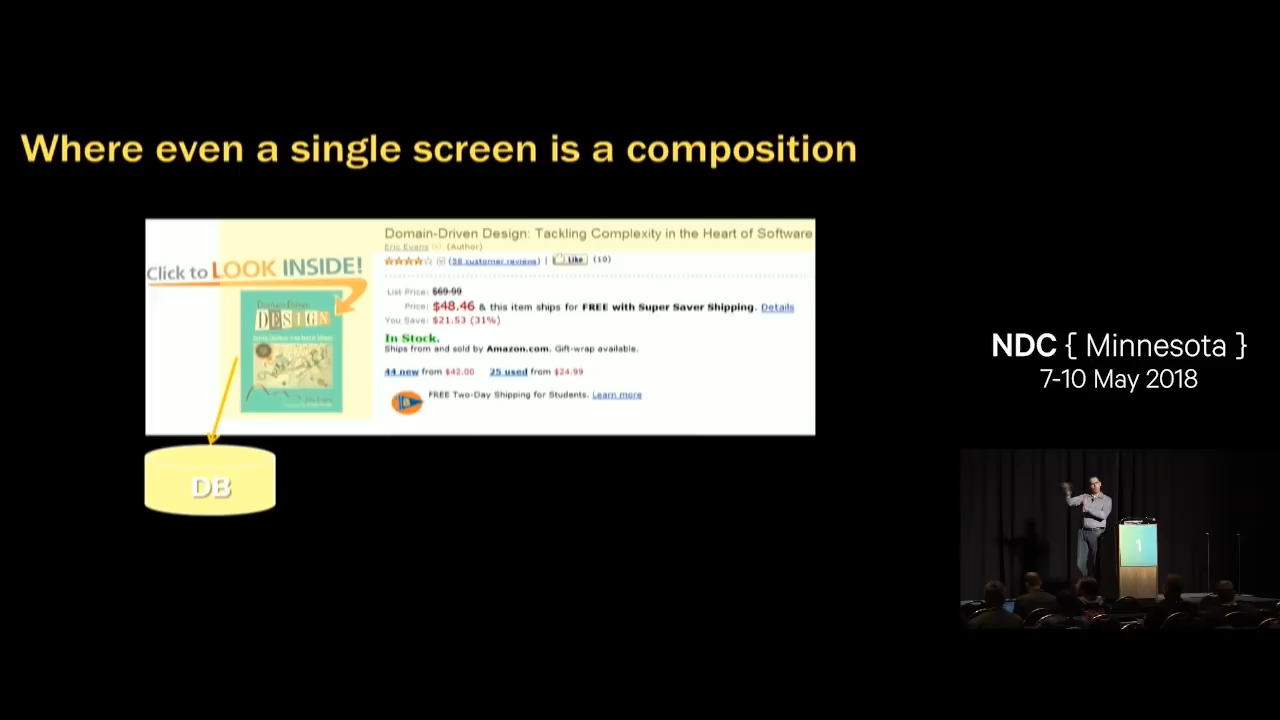 Where even a single screen is a composition
Click to LOOK INSIDE!
Domain-Driven
DESIGN
Domain-Driven Design: Tackling Complexity in the Heart of Software
Eric Evans (Author)
(38 customer reviews) | Like (10)
List Price: $69.99
Price: $48.46 & this item ships for FREE with Super Saver Shipping. Details
You Save: $21.53 (31%)
In Stock.
Ships from and sold by Amazon.com. Gift-wrap available.
44 new from $42.00 25 used from $24.99
FREE Two-Day Shipping for Students. Learn more
DB
NDC { Minnesota }
7-10 May 2018
1